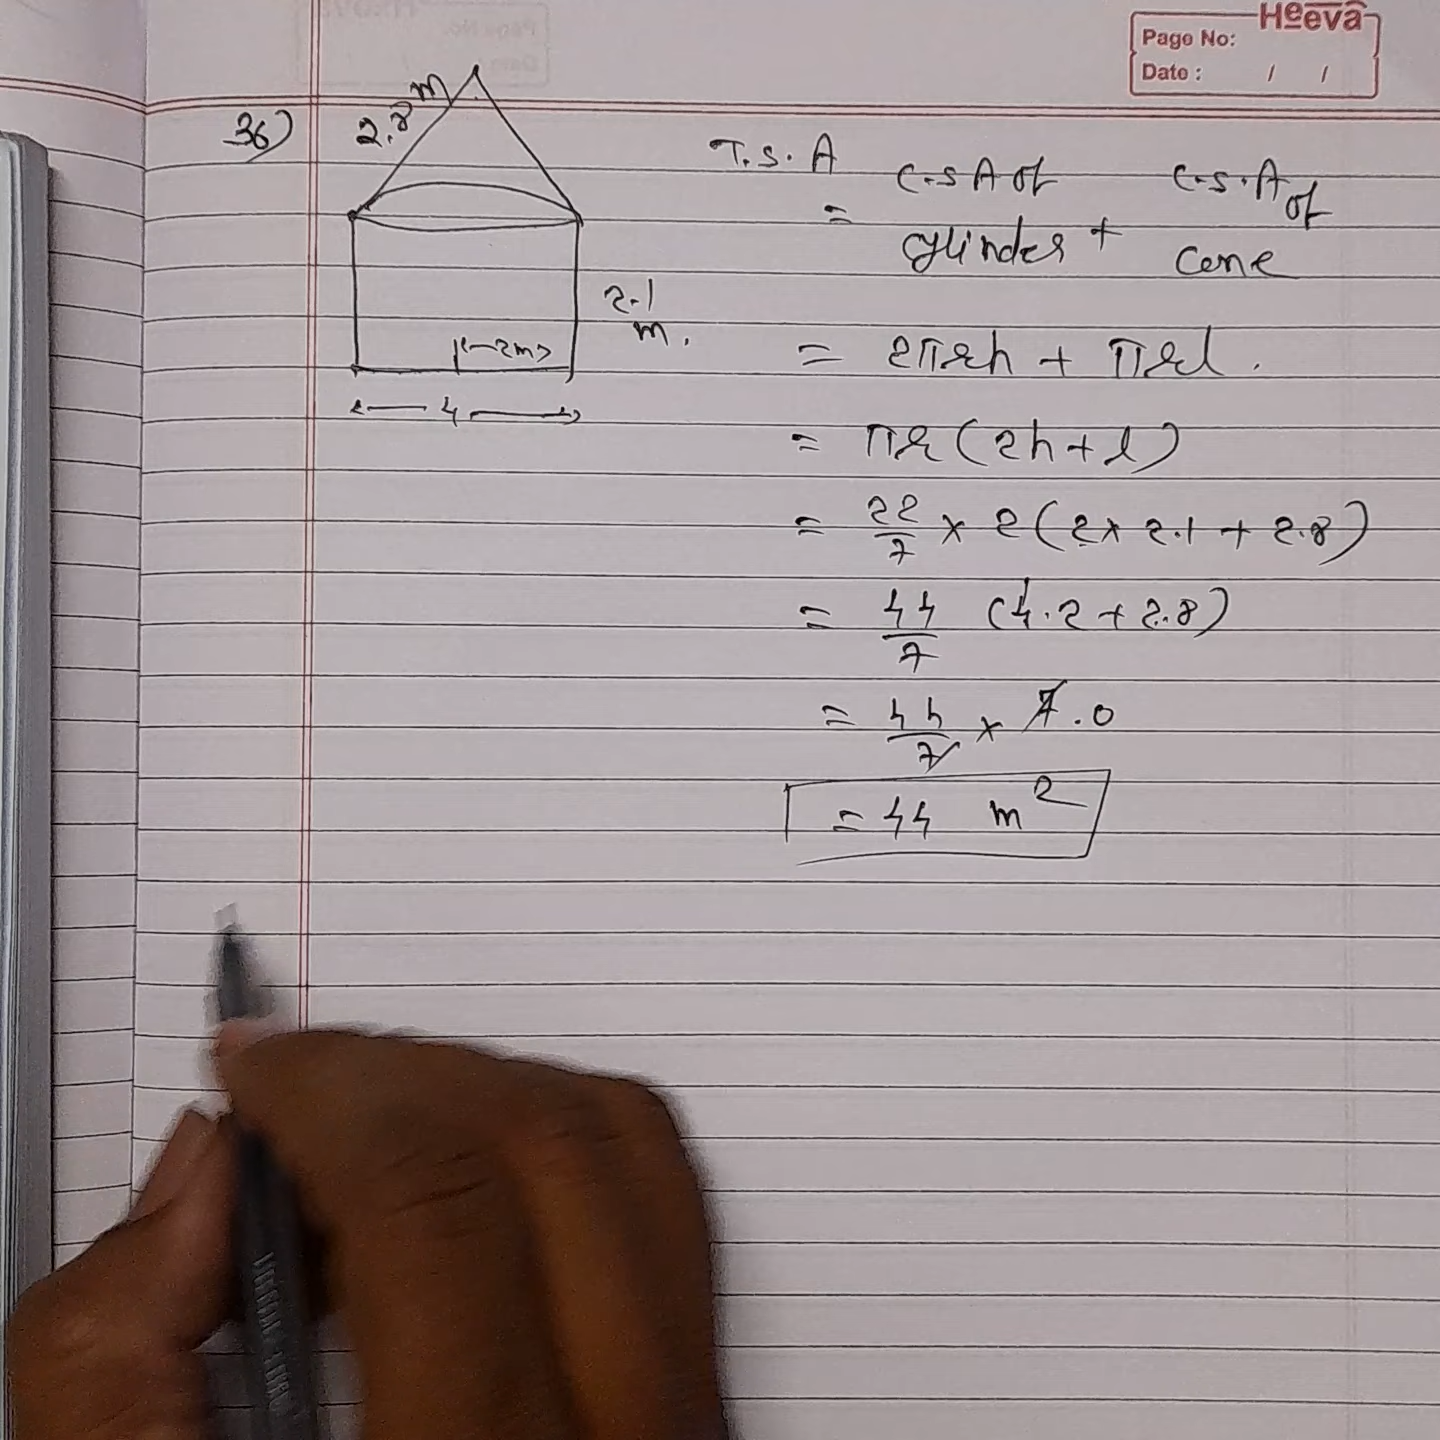 Heeva
Page No:
Date : / /
36)
2.8 m
2.1
m.
2m
4
T.S.A
C.S A of C.S.A of
= +
cylinder cone
= 2πrh + πrl.
= πr (2h + l)
= 22/7 × 2 (2 × 2.1 + 2.8)
= 44/7 (4.2 + 2.8)
= 44/7 × 7.0
= 44 m²